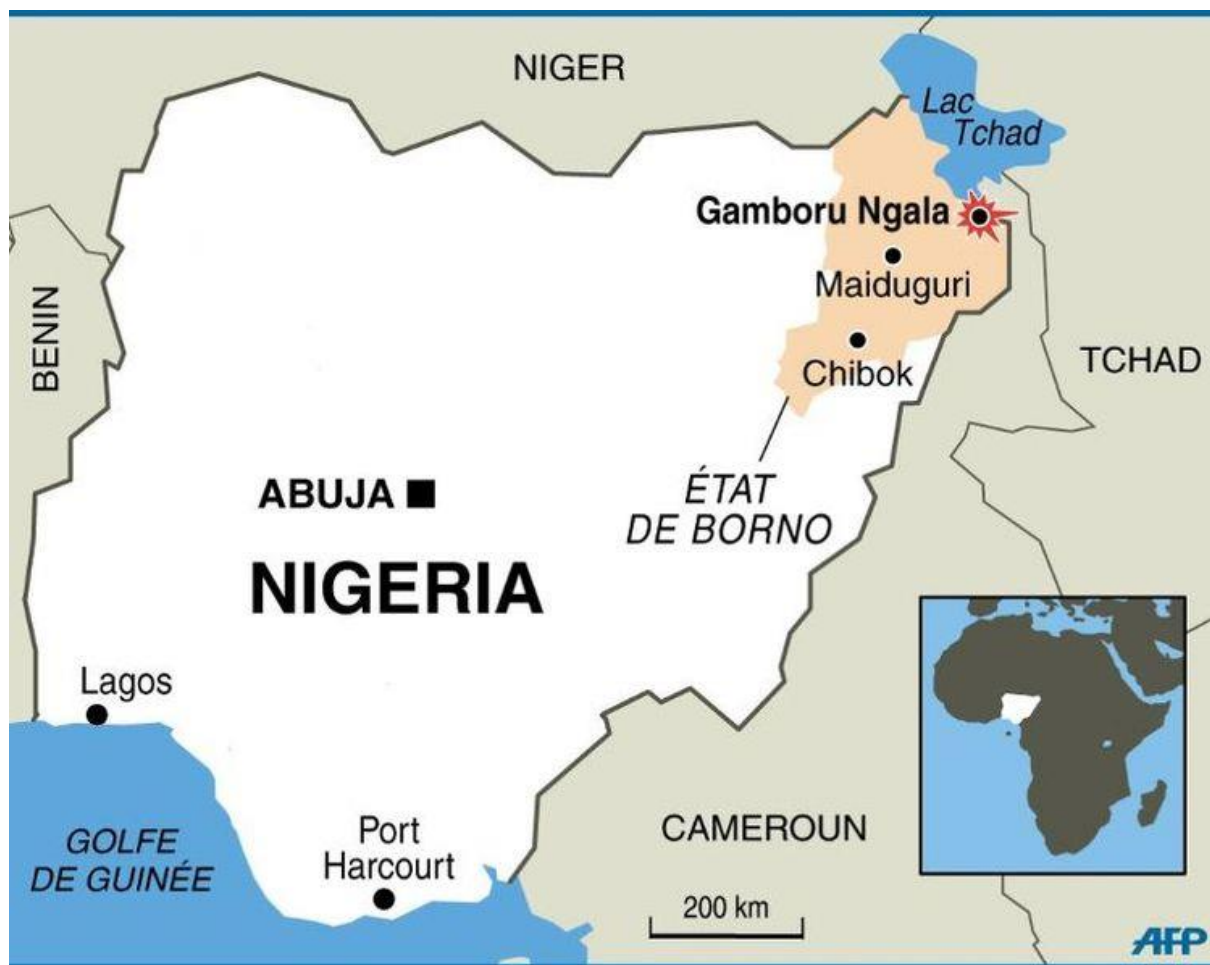 NIGER
Lac
Tchad
Gamboru Ngala
Maiduguri
BENIN
TCHAD
Chibok
ÉTAT
DE BORNO
ABUJA
NIGERIA
Lagos
GOLFE
DE GUINÉE
Port
Harcourt
CAMEROUN
200 km
AFP